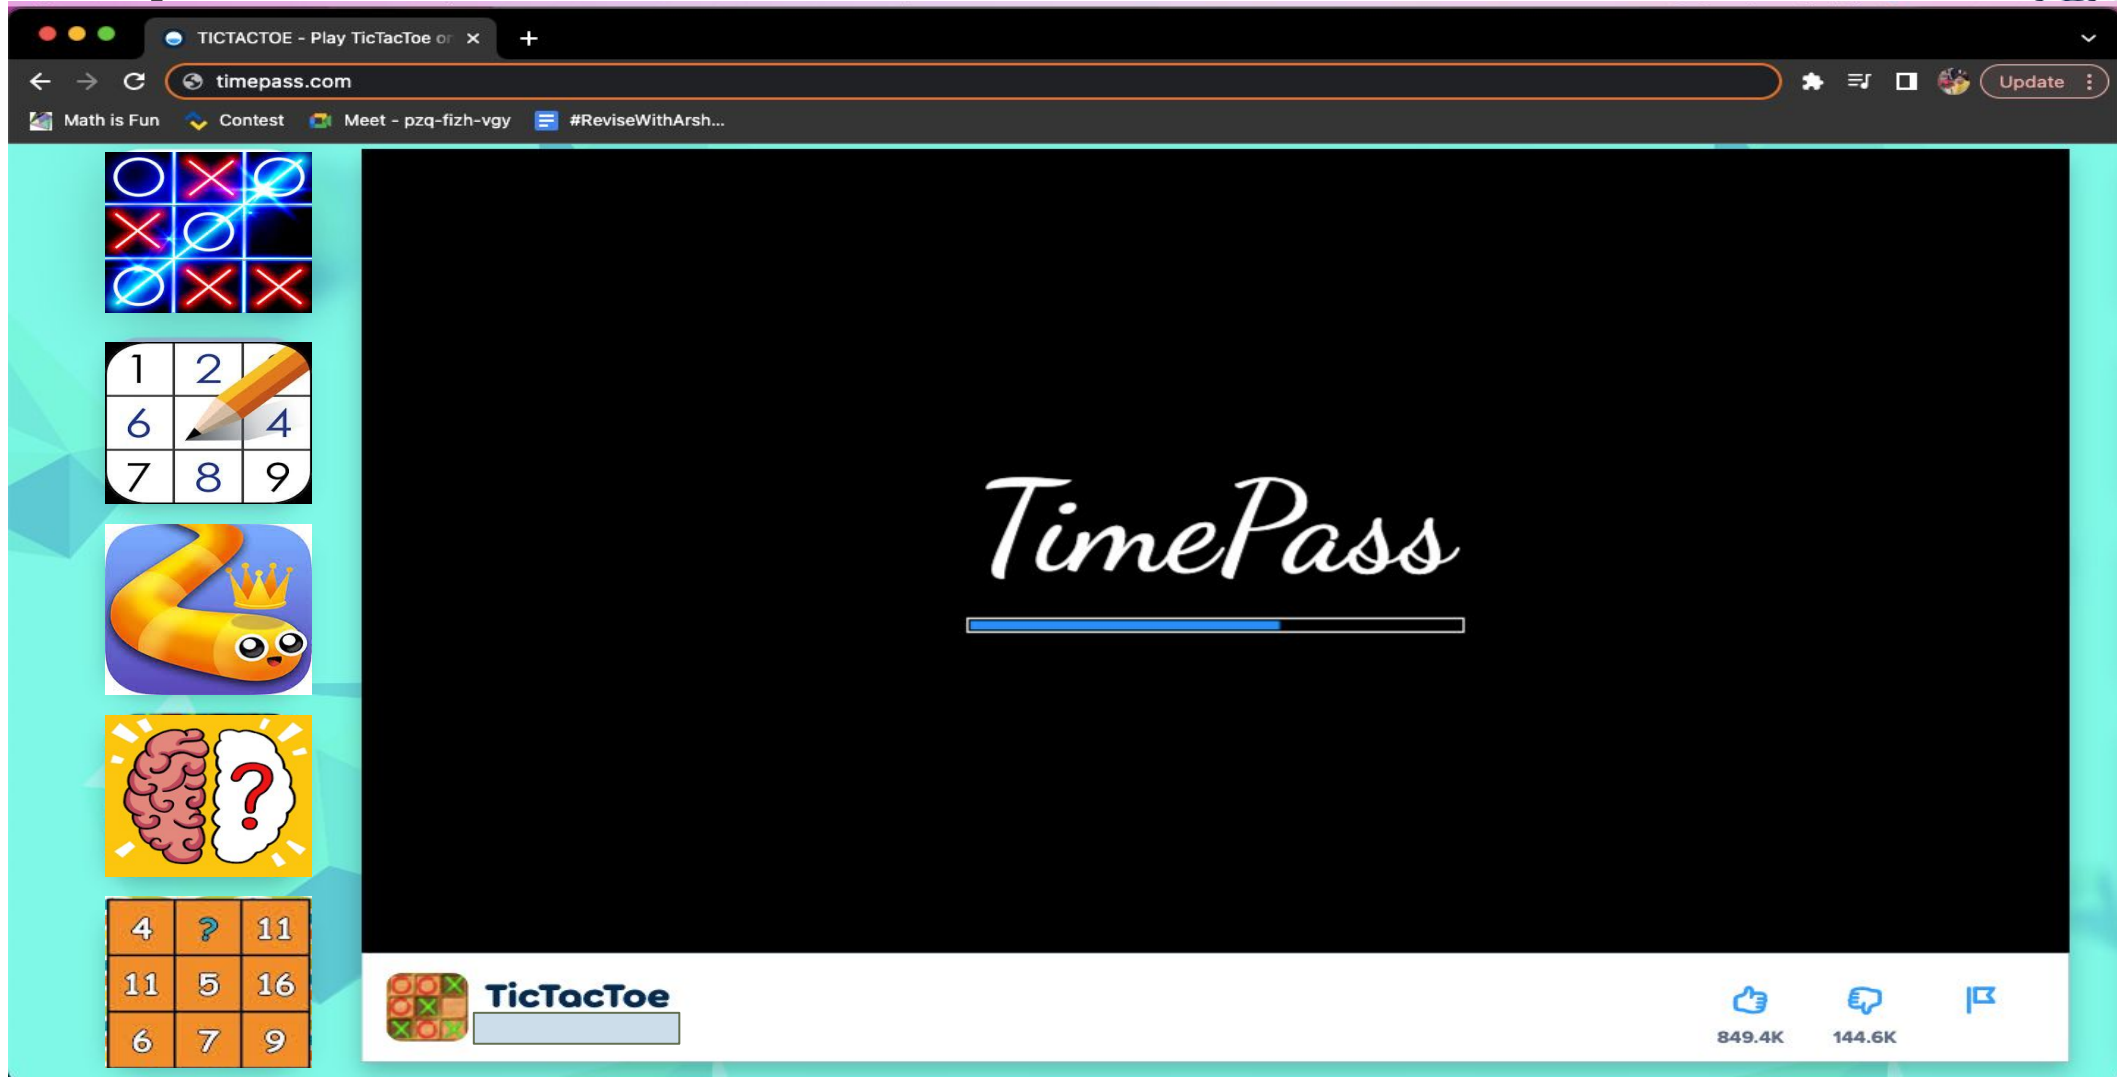 TICTACTOE - Play TicTacToe or
timepass.com
Update
Math is Fun
Contest
Meet - pzq-fizh-vgy
#ReviseWithArsh...
O X O
X O
O X X
1 2
6 4
7 8 9
TimePass
?
4 ? 11
11 5 16
6 7 9
TicTacToe
849.4K
144.6K